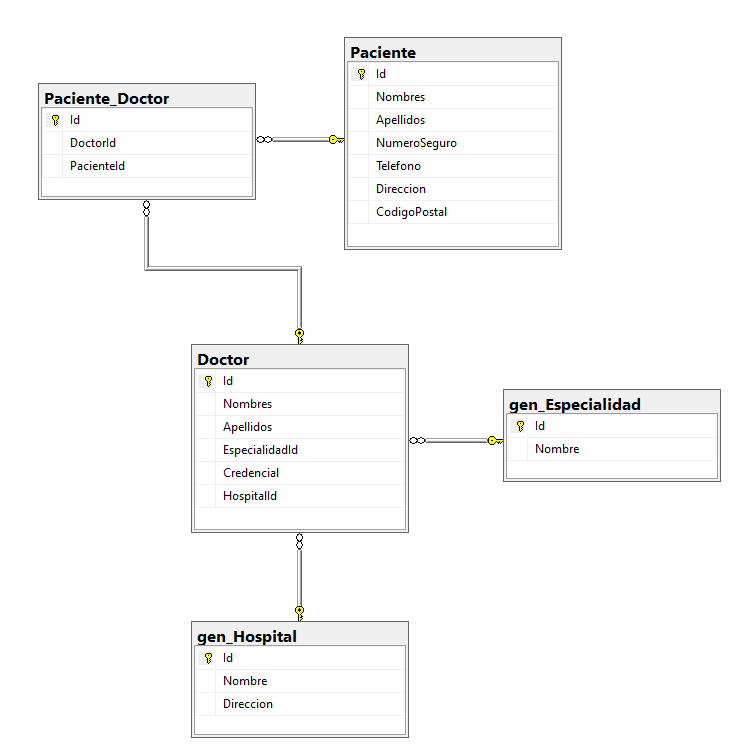 Paciente
Id
Nombres
Apellidos
NumeroSeguro
Telefono
Direccion
CodigoPostal
Paciente_Doctor
Id
DoctorId
PacienteId
Doctor
Id
Nombres
Apellidos
EspecialidadId
Credencial
HospitalId
gen_Especialidad
Id
Nombre
gen_Hospital
Id
Nombre
Direccion